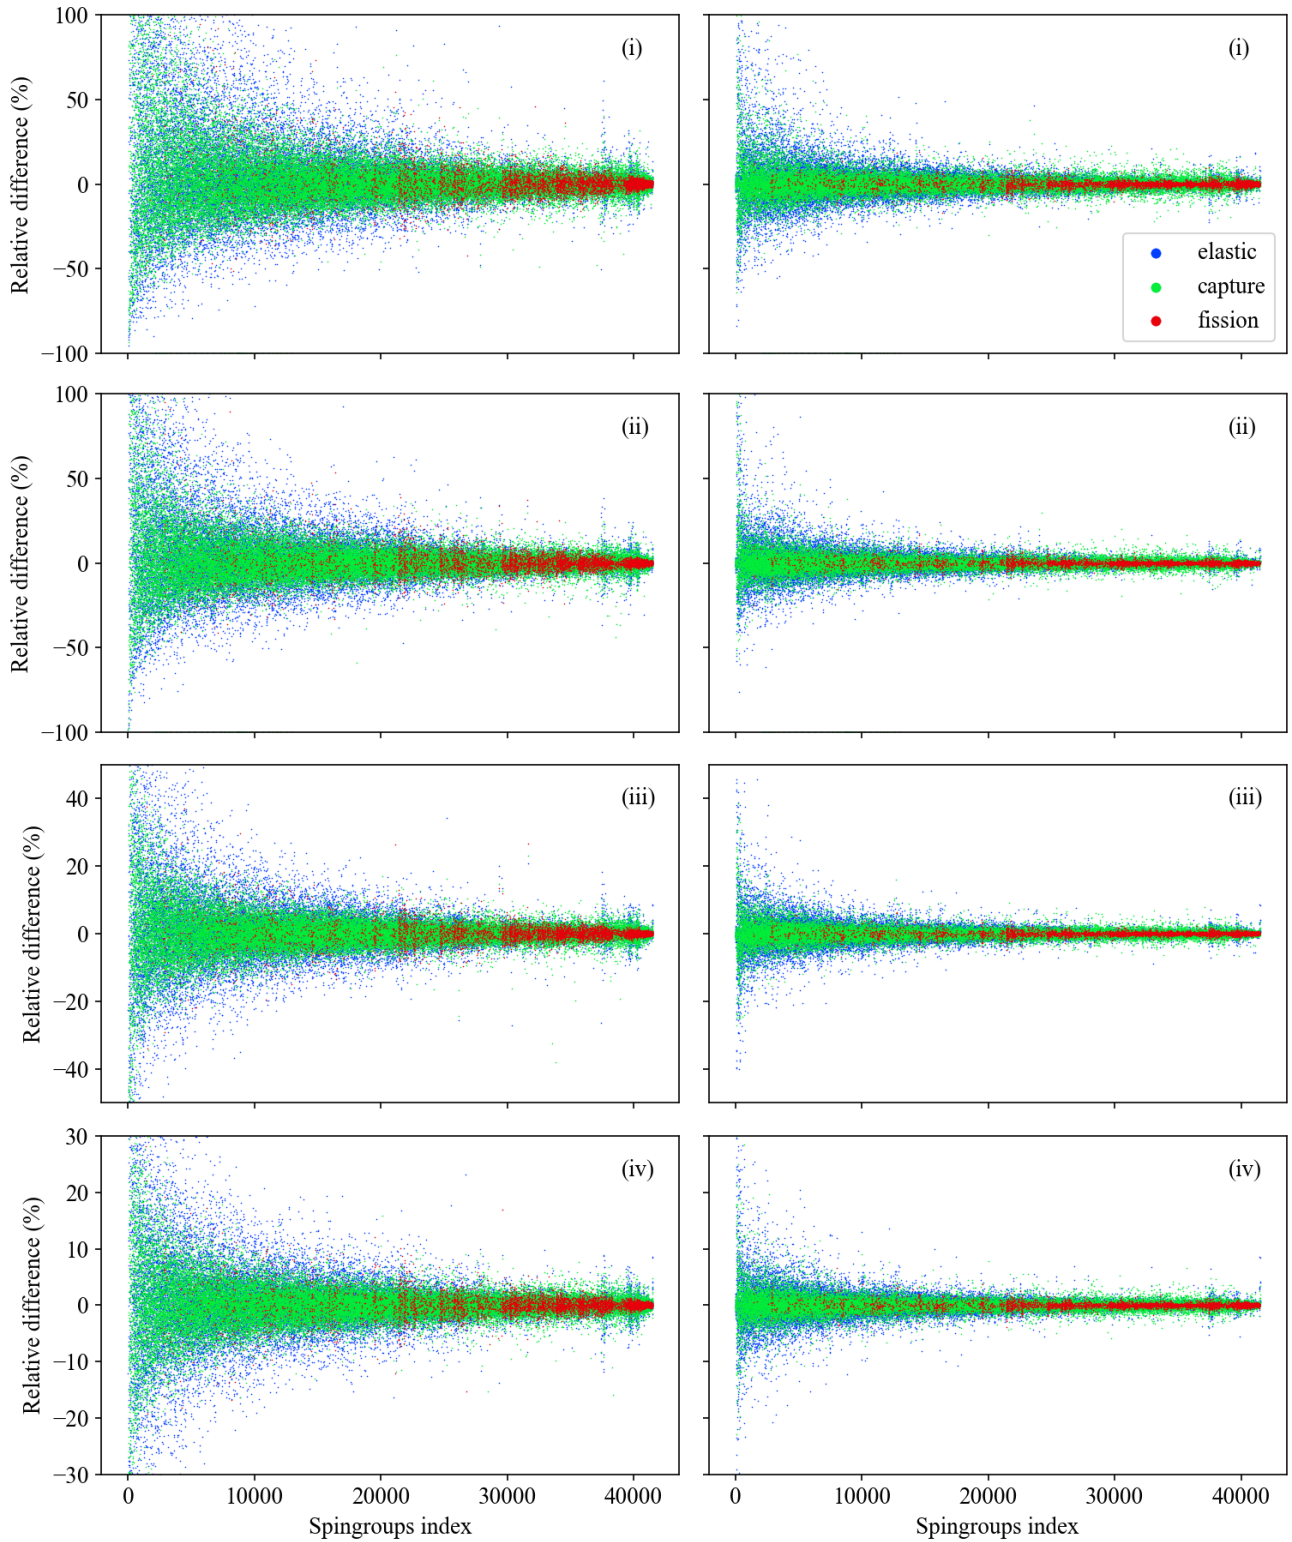 100
50
0
−50
−100
Relative difference (%)
(i)
(i)
elastic
capture
fission
100
50
0
−50
−100
Relative difference (%)
(ii)
(ii)
40
20
0
−20
−40
Relative difference (%)
(iii)
(iii)
30
20
10
0
−10
−20
−30
Relative difference (%)
(iv)
(iv)
0 10000 20000 30000 40000
Spingroups index
0 10000 20000 30000 40000
Spingroups index